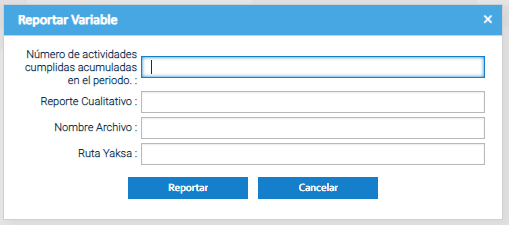 Reportar Variable ×
Número de actividades
cumplidas acumuladas
en el periodo. :
Reporte Cualitativo :
Nombre Archivo :
Ruta Yaksa :
Reportar Cancelar